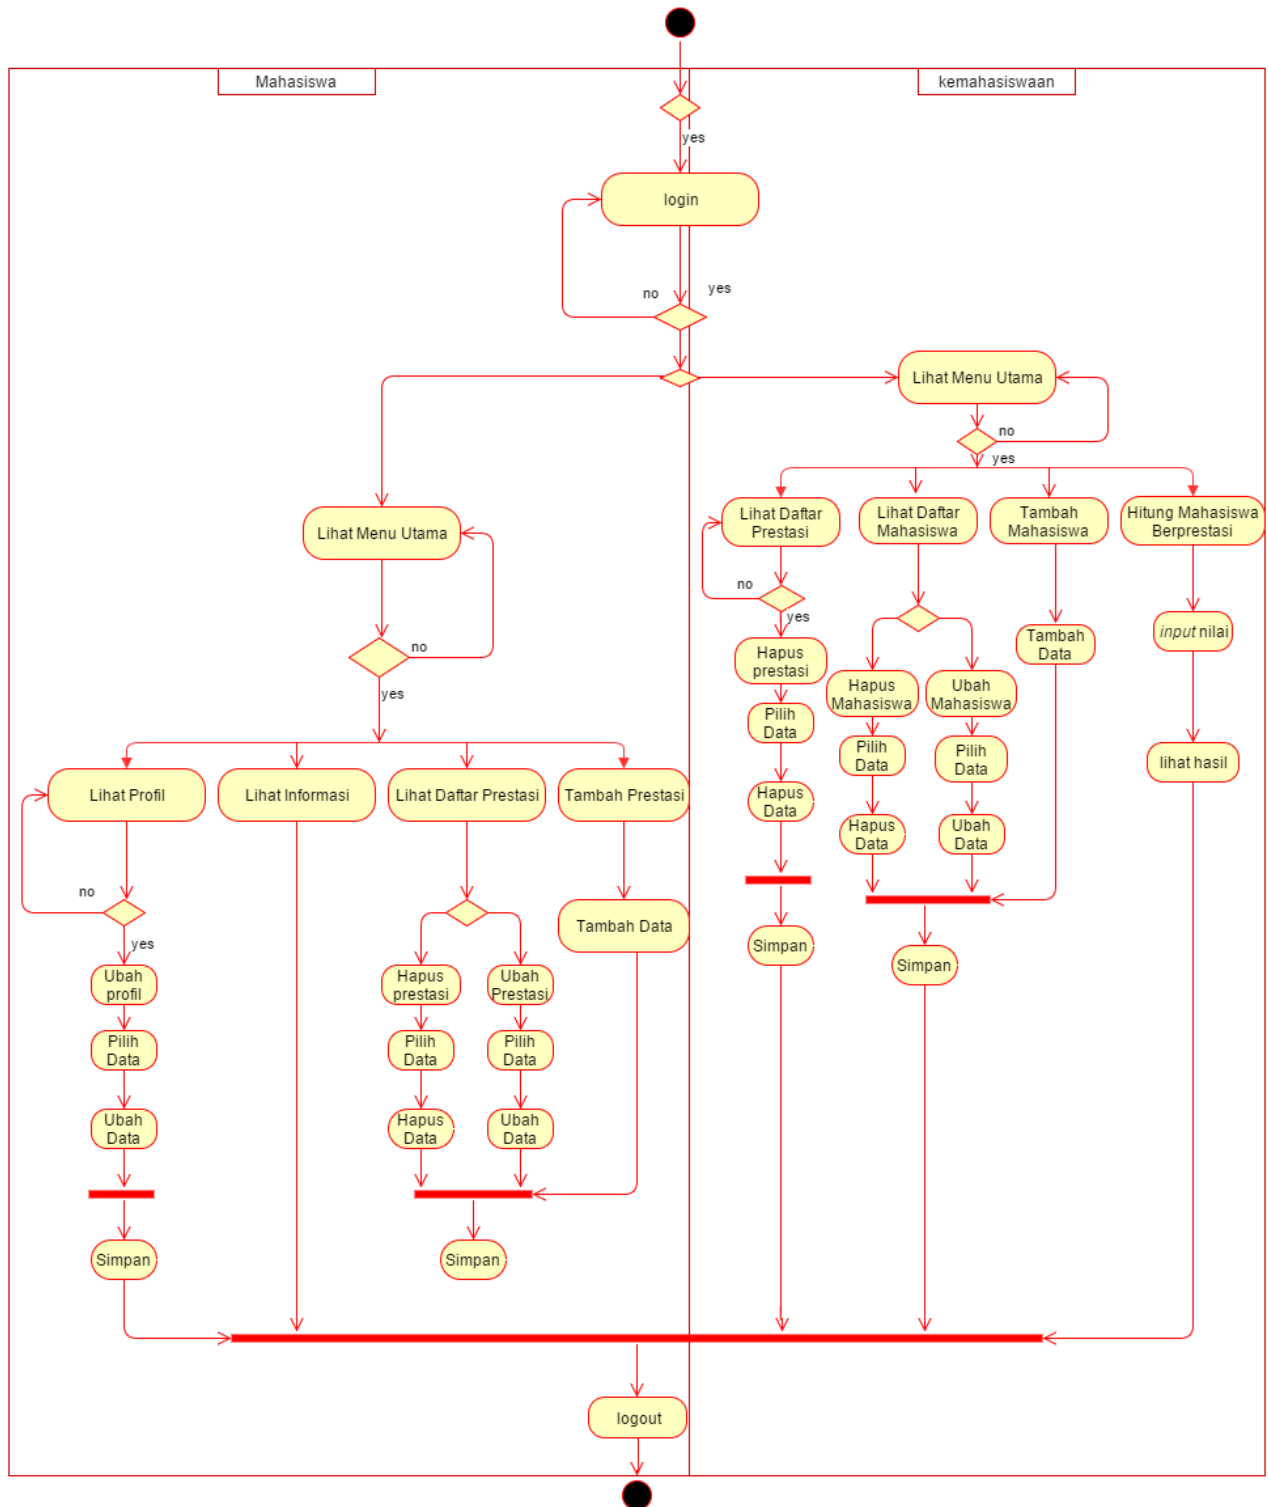 Mahasiswa
kemahasiswaan
yes
login
no
yes
Lihat Menu Utama
no
yes
Lihat Daftar
Prestasi
Lihat Daftar
Mahasiswa
Tambah
Mahasiswa
Hitung Mahasiswa
Berprestasi
Lihat Menu Utama
no
yes
no
yes
Hapus
prestasi
Pilih
Data
Hapus
Data
Simpan
Hapus
Mahasiswa
Pilih
Data
Hapus
Data
Ubah
Mahasiswa
Pilih
Data
Ubah
Data
Simpan
Tambah
Data
input nilai
lihat hasil
Lihat Profil
Lihat Informasi
Lihat Daftar Prestasi
Tambah Prestasi
no
yes
Ubah
profil
Pilih
Data
Ubah
Data
Simpan
Hapus
prestasi
Pilih
Data
Hapus
Data
Ubah
Prestasi
Pilih
Data
Ubah
Data
Tambah Data
Simpan
logout